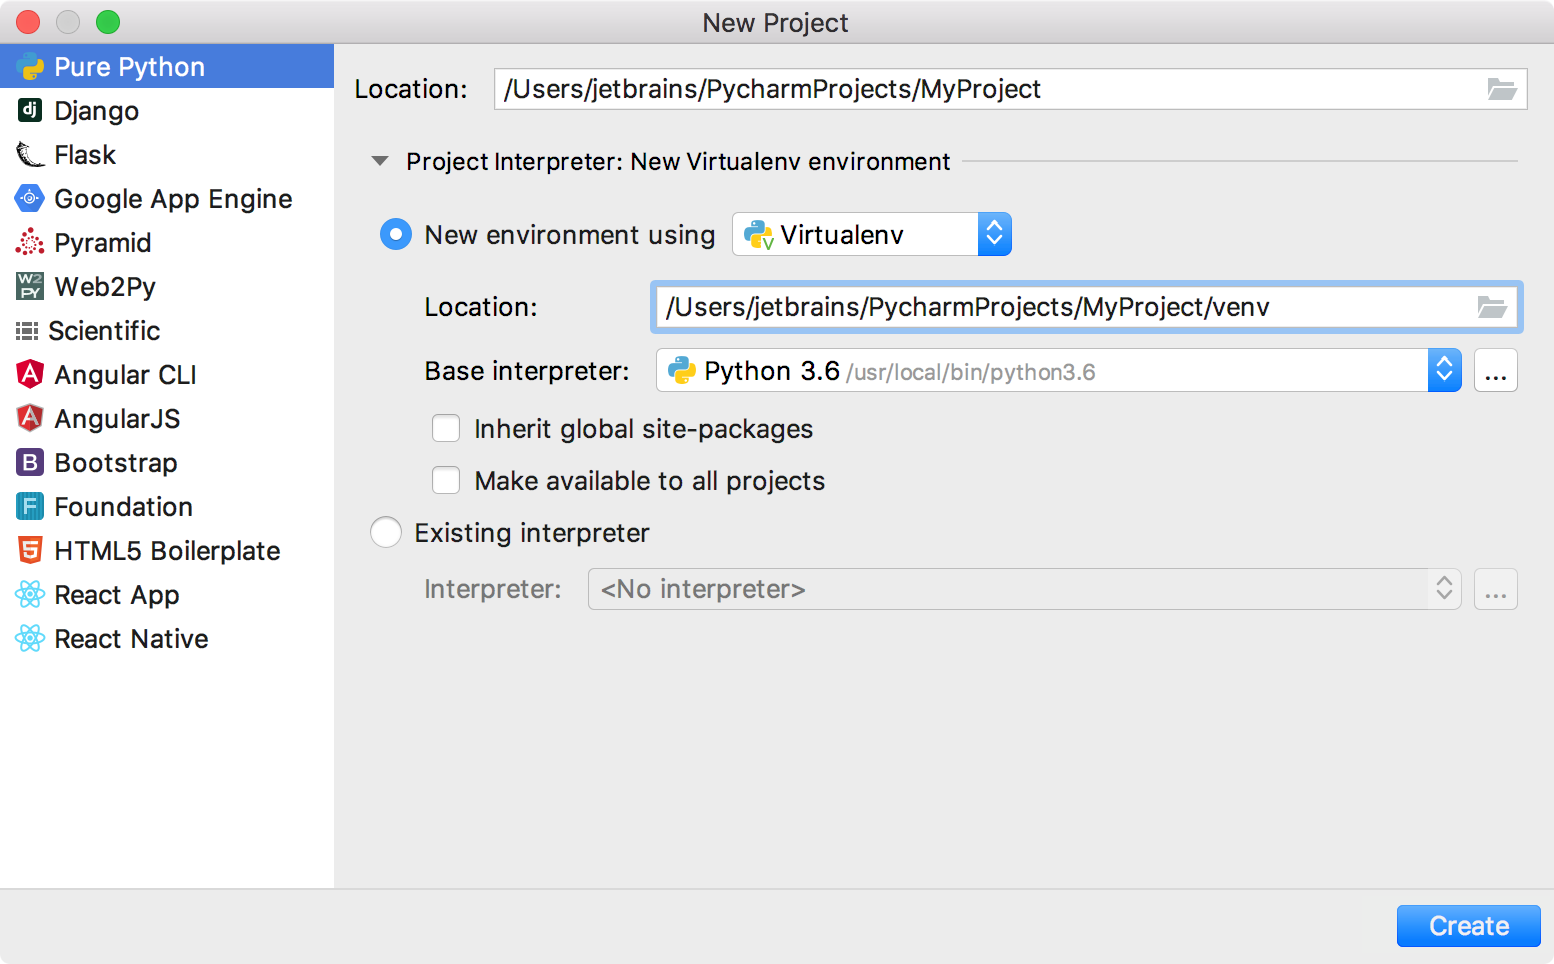 New Project
Pure Python
Django
Flask
Google App Engine
Pyramid
Web2Py
Scientific
Angular CLI
AngularJS
Bootstrap
Foundation
HTML5 Boilerplate
React App
React Native
Location: /Users/jetbrains/PycharmProjects/MyProject
Project Interpreter: New Virtualenv environment
New environment using Virtualenv
Location: /Users/jetbrains/PycharmProjects/MyProject/venv
Base interpreter: Python 3.6 /usr/local/bin/python3.6 ...
Inherit global site-packages
Make available to all projects
Existing interpreter
Interpreter: <No interpreter> ...
Create